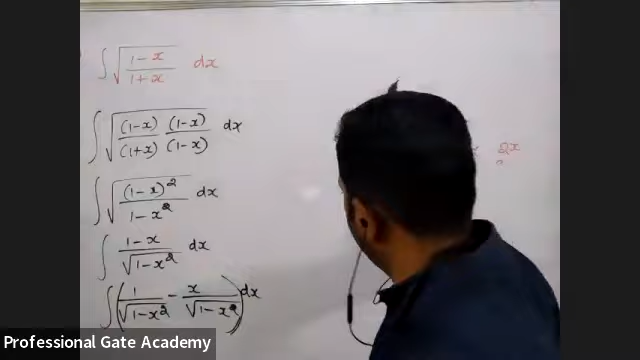 ∫ √((1-x)/(1+x)) dx
∫ √((1-x)/(1+x) (1-x)/(1-x)) dx
∫ √((1-x)²/(1-x²)) dx
∫ (1-x)/√(1-x²) dx
∫ (1/√(1-x²) - x/√(1-x²)) dx
2x
Professional Gate Academy